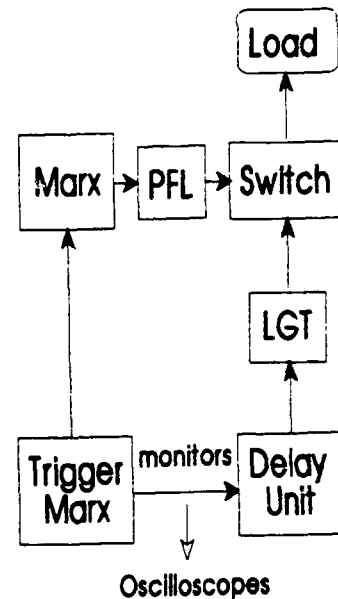 Load
Marx
PFL
Switch
LGT
Trigger
Marx
monitors
Delay
Unit
Oscilloscopes